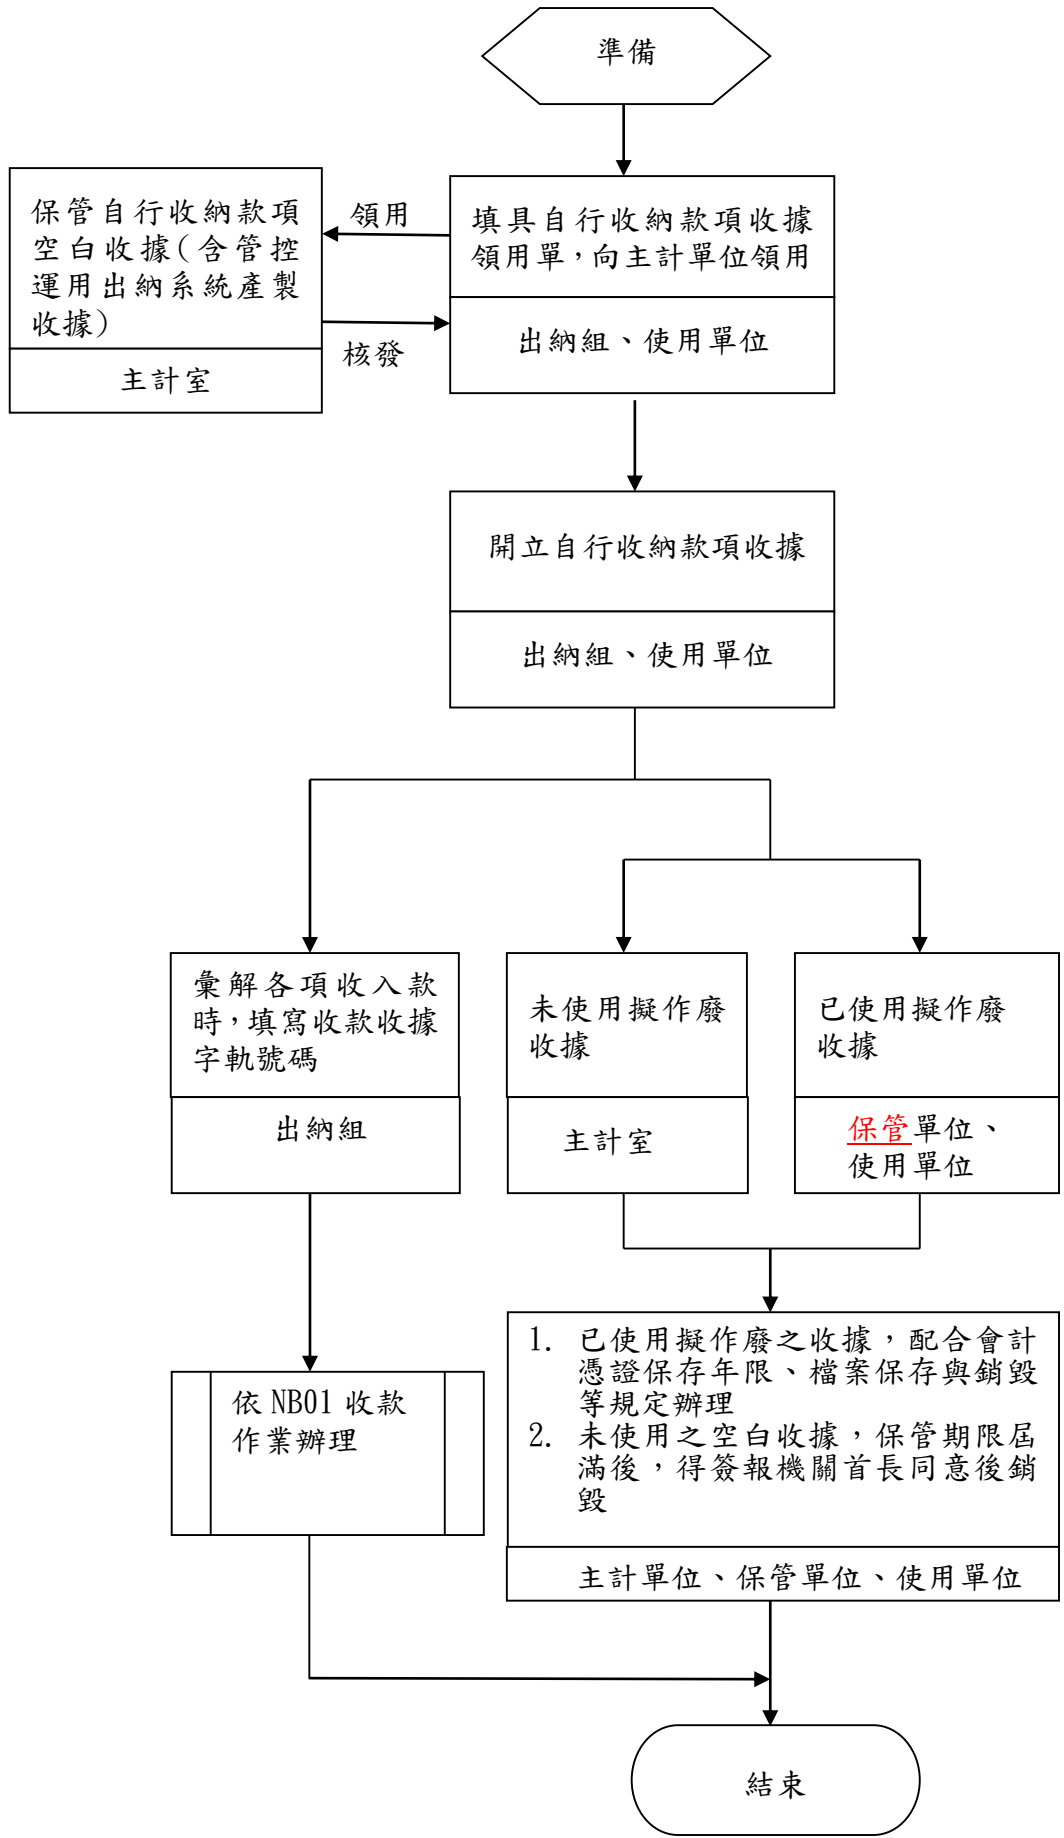 準備
保管自行收納款項
空白收據(含管控
運用出納系統產製
收據)
主計室
領用
核發
填具自行收納款項收據
領用單，向主計單位領用
出納組、使用單位
開立自行收納款項收據
出納組、使用單位
彙解各項收入款
時，填寫收款收據
字軌號碼
出納組
未使用擬作廢
收據
主計室
已使用擬作廢
收據
保管單位、
使用單位
依 NB01 收款
作業辦理
1. 已使用擬作廢之收據，配合會計
憑證保存年限、檔案保存與銷毀
等規定辦理
2. 未使用之空白收據，保管期限屆
滿後，得簽報機關首長同意後銷
毀
主計單位、保管單位、使用單位
結束